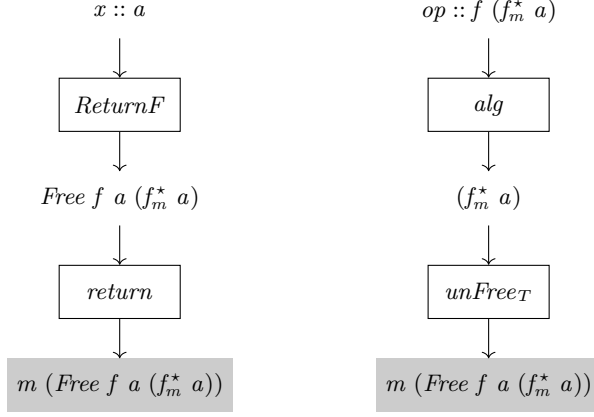 x :: a
op :: f (f⋆m a)
ReturnF
alg
Free f a (f⋆m a)
(f⋆m a)
return
unFreeT
m (Free f a (f⋆m a))
m (Free f a (f⋆m a))